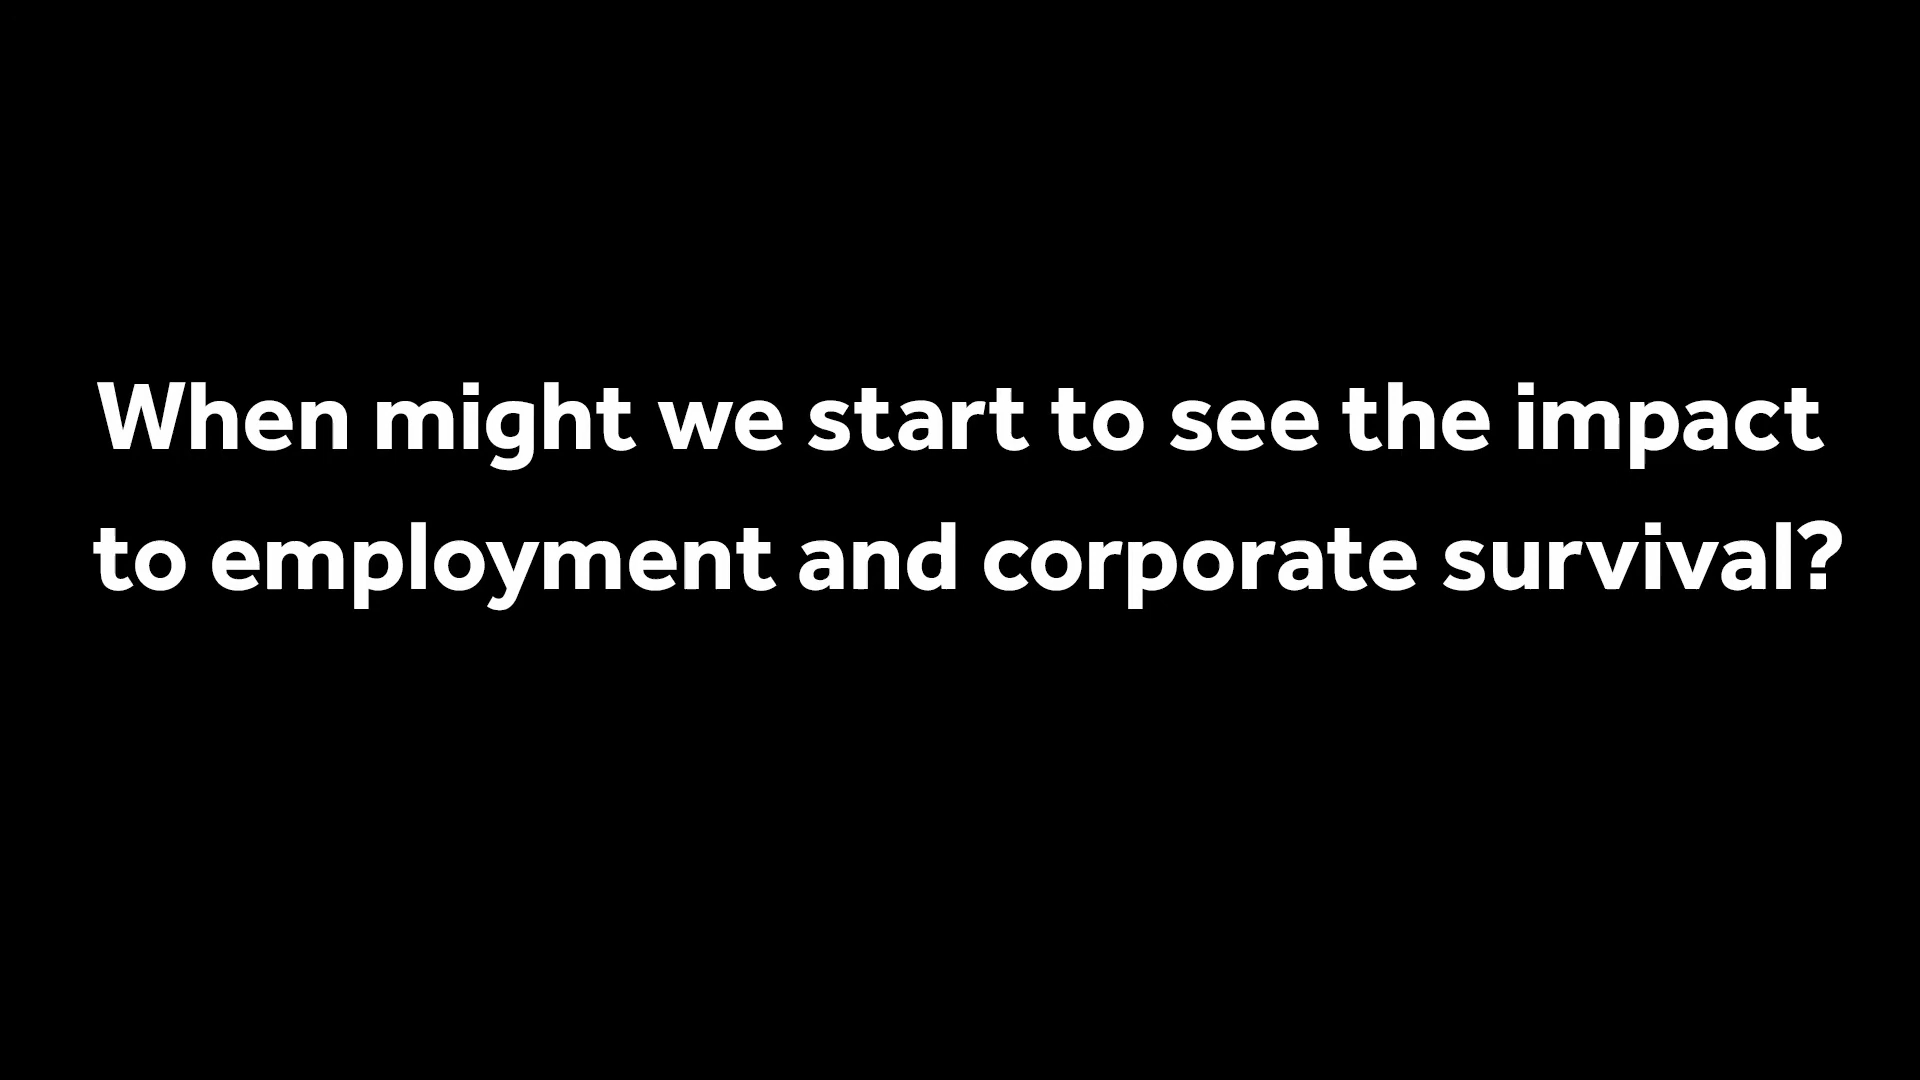 When might we start to see the impact
to employment and corporate survival?